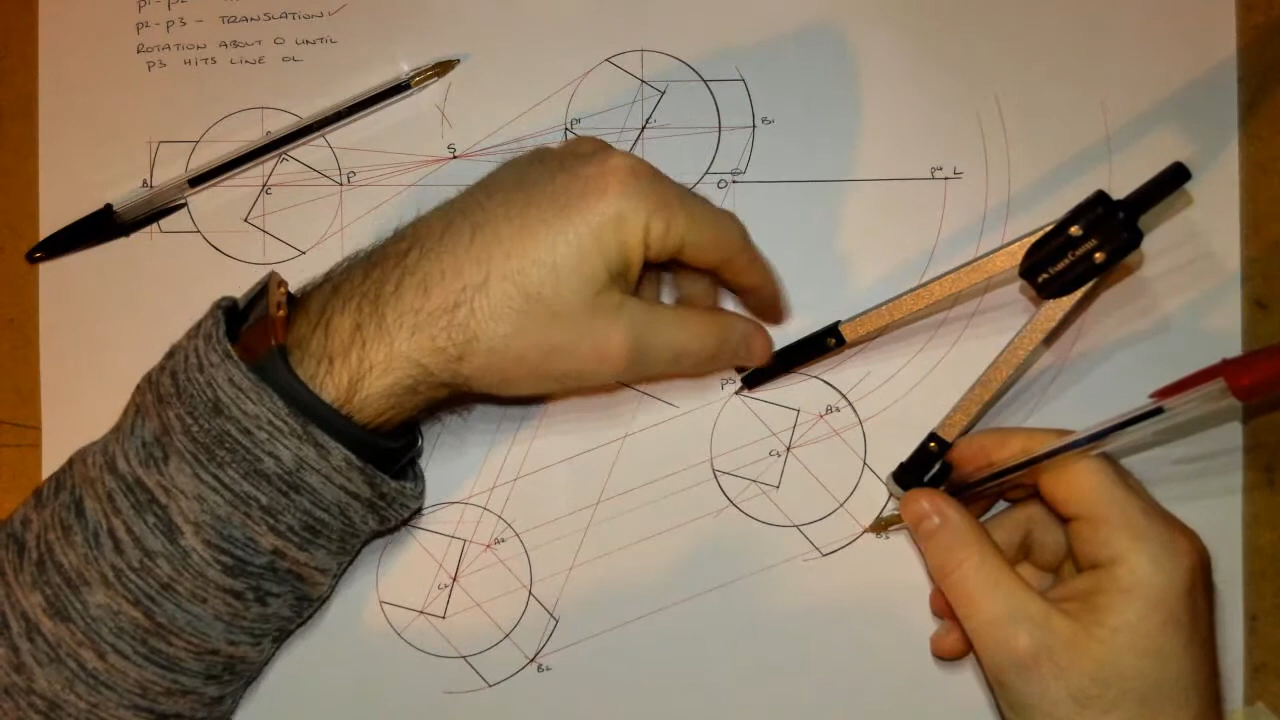 p2-p3 - TRANSLATION ✓
ROTATION ABOUT O UNTIL
p3 HITS LINE OL
S
P1
C1
B1
B
C
P
O
p4 L
FABER CASTELL
p3
A3
C3
B3
A2
C2
B2